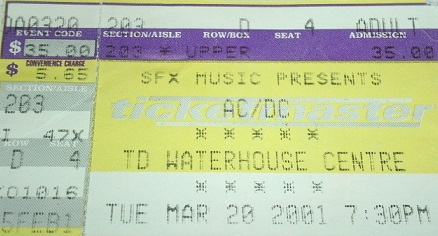 0A0320 203 D 4 ADULT
EVENT CODE SECTION/AISLE ROW/BOX SEAT ADMISSION
$ 35.00 203 * UPPER 35.00
CONVENIENCE CHARGE
$ 5.65 SFX MUSIC PRESENTS
SECTION/AISLE
203 AC/DC
ticketmaster
47X * * * * *
ROW SEAT
D 4 TD WATERHOUSE CENTRE
* * * * *
TUE MAR 20 2001 7:30PM